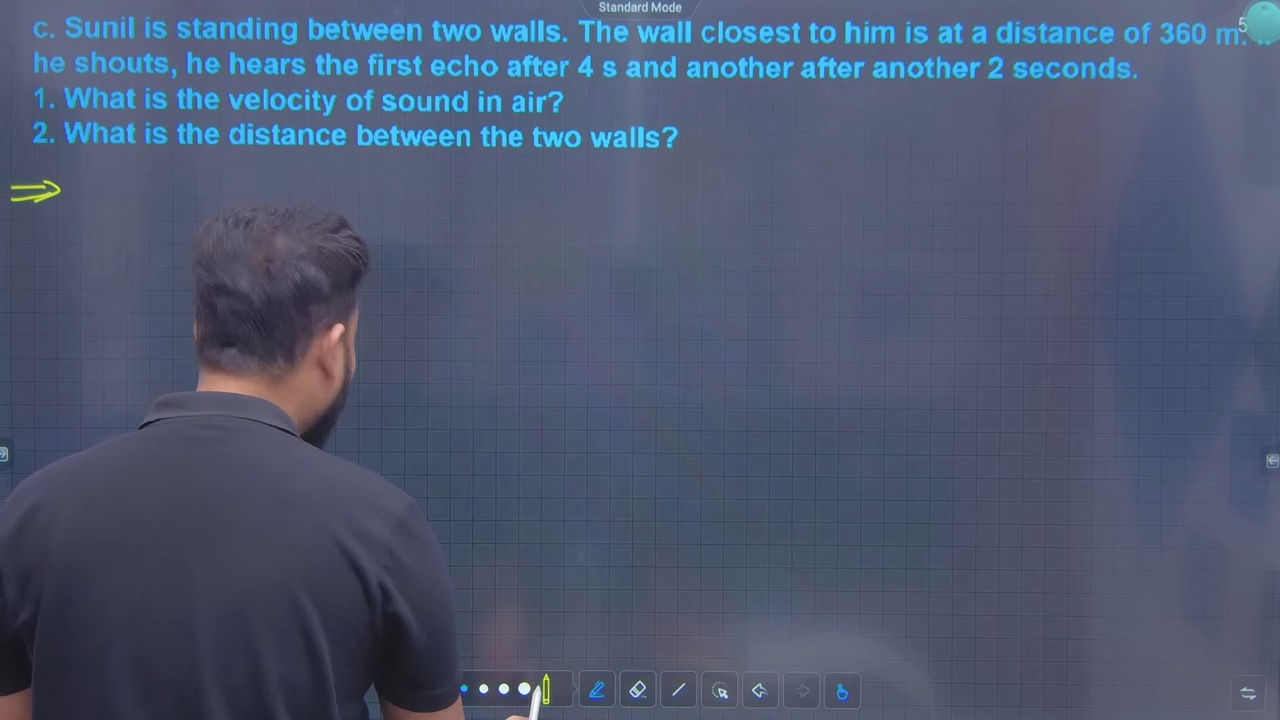 Standard Mode
5
c. Sunil is standing between two walls. The wall closest to him is at a distance of 360 m.
he shouts, he hears the first echo after 4 s and another after another 2 seconds.
1. What is the velocity of sound in air?
2. What is the distance between the two walls?